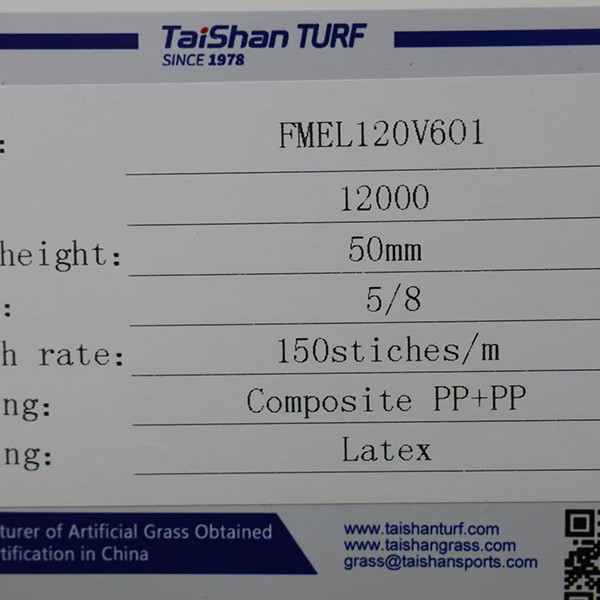 TaiShan TURF
SINCE 1978
: FMEL120V601
12000
height: 50mm
: 5/8
h rate: 150stiches/m
ng: Composite PP+PP
ng: Latex
turer of Artificial Grass Obtained
tification in China
www.taishanturf.com
www.taishangrass.com
grass@taishansports.com